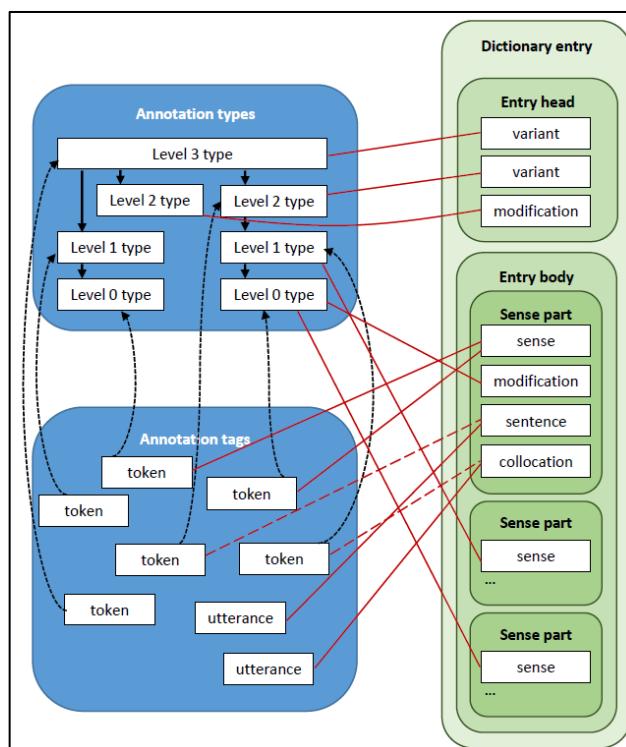 Annotation types
Level 3 type
Level 2 type
Level 2 type
Level 1 type
Level 1 type
Level 0 type
Level 0 type
Annotation tags
token
token
token
token
token
token
utterance
utterance
Dictionary entry
Entry head
variant
variant
modification
Entry body
Sense part
sense
modification
sentence
collocation
Sense part
sense
...
Sense part
sense
...